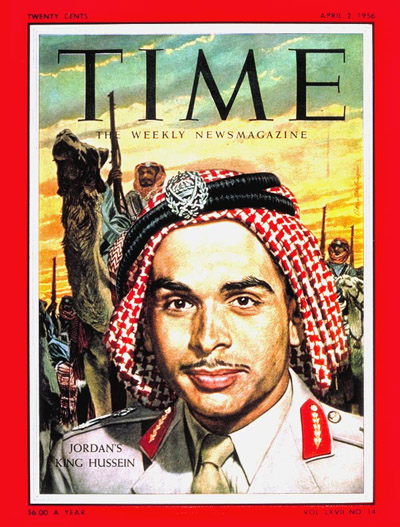 TWENTY CENTS
APRIL 2, 1956
TIME
THE WEEKLY NEWSMAGAZINE
JORDAN'S
KING HUSSEIN
$6.00 A YEAR
VOL. LXVII NO. 14